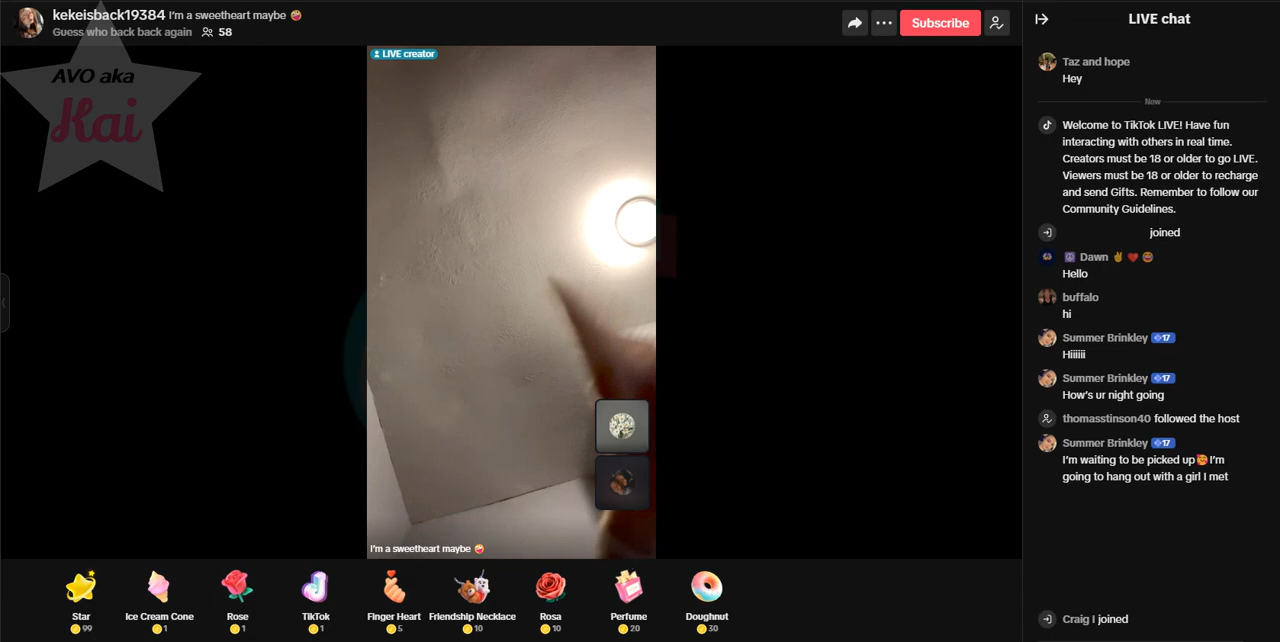 kekeisback19384 I'm a sweetheart maybe 🤪
Guess who back back again 58
Subscribe
AVO aka
Kai
LIVE creator
I'm a sweetheart maybe 🤪
Star
99
Ice Cream Cone
1
Rose
1
TikTok
1
Finger Heart
5
Friendship Necklace
10
Rosa
10
Perfume
20
Doughnut
30
LIVE chat
Taz and hope
Hey
New
Welcome to TikTok LIVE! Have fun
interacting with others in real time.
Creators must be 18 or older to go LIVE.
Viewers must be 18 or older to recharge
and send Gifts. Remember to follow our
Community Guidelines.
joined
Dawn ✌️❤️
Hello
buffalo
hi
Summer Brinkley 17
Hiiiiii
Summer Brinkley 17
How's ur night going
thomasstinson40 followed the host
Summer Brinkley 17
I'm waiting to be picked up🥰I'm
going to hang out with a girl I met
Craig I joined